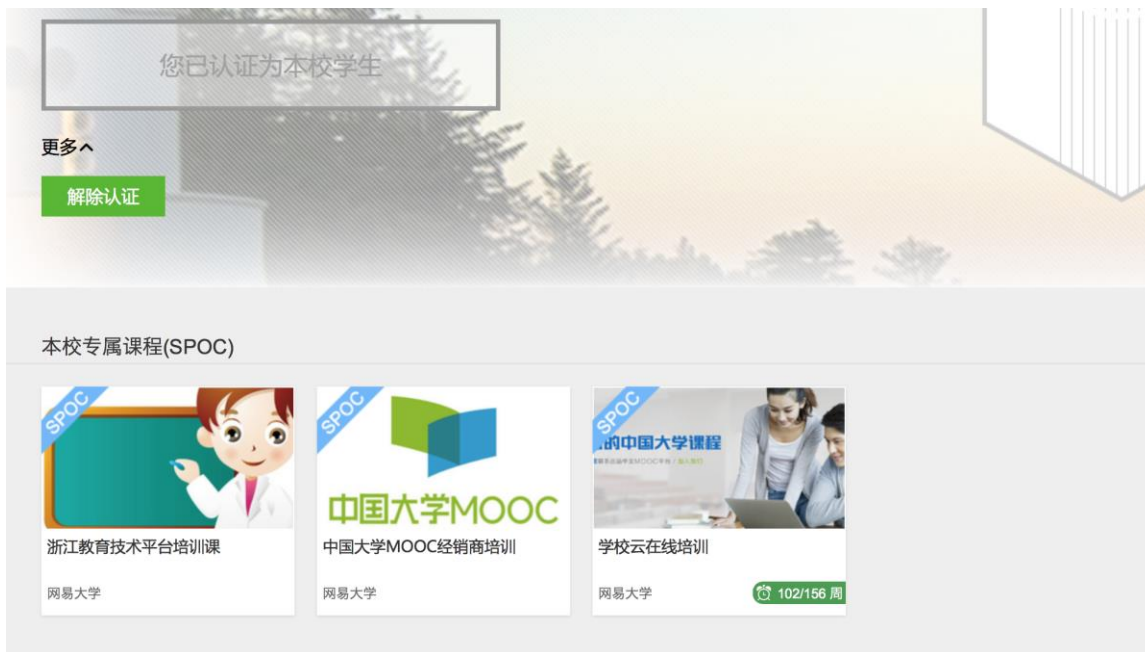 您已认证为本校学生
更多
解除认证
本校专属课程(SPOC)
SPOC
SPOC
中国大学MOOC
SPOC
的中国大学课程
浙江教育技术平台培训课
中国大学MOOC经销商培训
学校云在线培训
网易大学
网易大学
网易大学
102/156 周